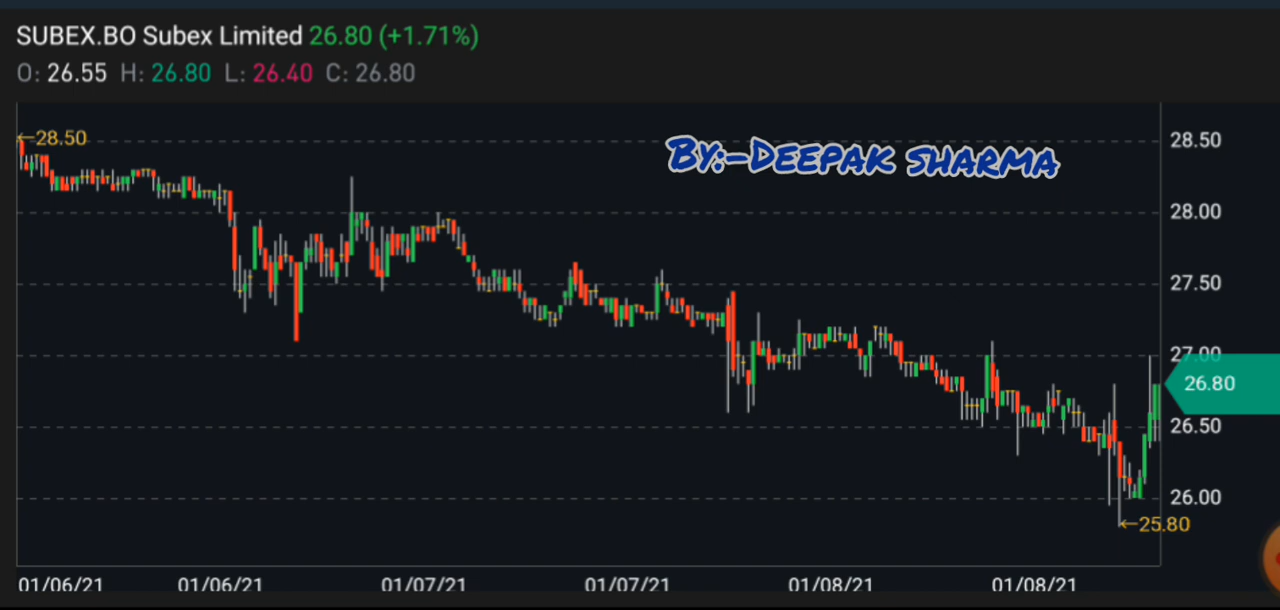 SUBEX.BO Subex Limited 26.80 (+1.71%)
O: 26.55 H: 26.80 L: 26.40 C: 26.80
←28.50
By:-Deepak sharma
28.50
28.00
27.50
27.00
26.80
26.50
26.00
←25.80
01/06/21 01/06/21 01/07/21 01/07/21 01/08/21 01/08/21